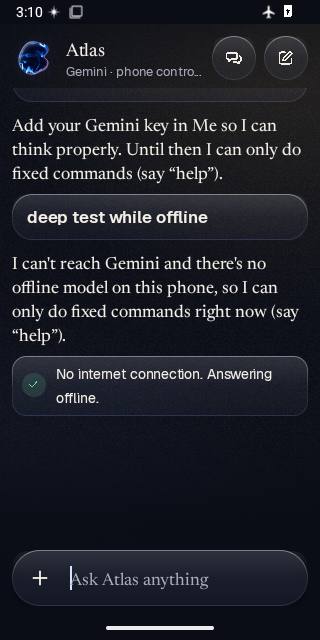 3:10
Atlas
Gemini · phone contro...
Add your Gemini key in Me so I can
think properly. Until then I can only do
fixed commands (say “help”).
deep test while offline
I can't reach Gemini and there's no
offline model on this phone, so I can
only do fixed commands right now (say
“help”).
No internet connection. Answering
offline.
Ask Atlas anything